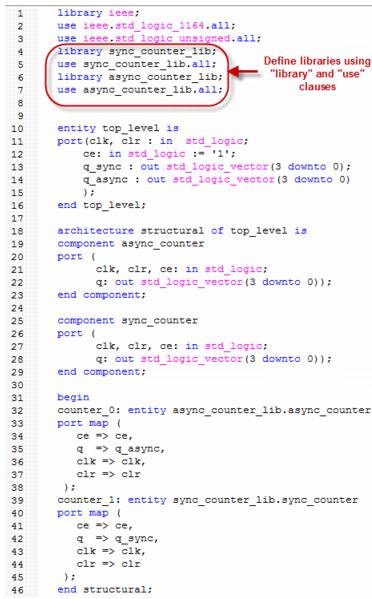 1 library ieee;
2 use ieee.std_logic_1164.all;
3 use ieee.std_logic_unsigned.all;
4 library sync_counter_lib;
5 use sync_counter_lib.all;
6 library async_counter_lib;
7 use async_counter_lib.all;
Define libraries using
"library" and "use"
clauses
8
9
10 entity top_level is
11 port(clk, clr : in std_logic;
12 ce: in std_logic := '1';
13 q_sync : out std_logic_vector(3 downto 0);
14 q_async : out std_logic_vector(3 downto 0)
15 );
16 end top_level;
17
18 architecture structural of top_level is
19 component async_counter
20 port (
21 clk, clr, ce: in std_logic;
22 q: out std_logic_vector(3 downto 0));
23 end component;
24
25 component sync_counter
26 port (
27 clk, clr, ce: in std_logic;
28 q: out std_logic_vector(3 downto 0));
29 end component;
30
31 begin
32 counter_0: entity async_counter_lib.async_counter
33 port map (
34 ce => ce,
35 q => q_async,
36 clk => clk,
37 clr => clr
38 );
39 counter_1: entity sync_counter_lib.sync_counter
40 port map (
41 ce => ce,
42 q => q_sync,
43 clk => clk,
44 clr => clr
45 );
46 end structural;